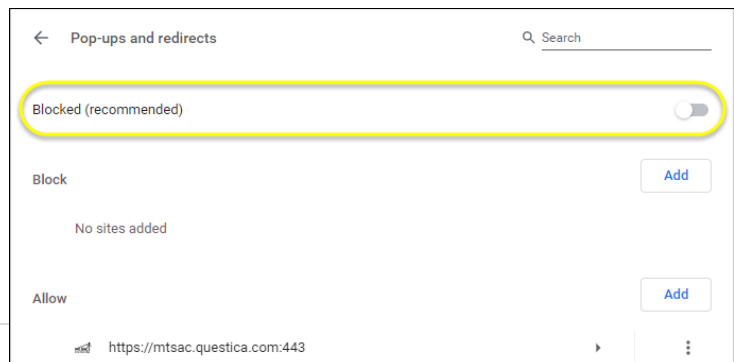 Pop-ups and redirects
Search
Blocked (recommended)
Block
Add
No sites added
Allow
Add
https://mtsac.questica.com:443